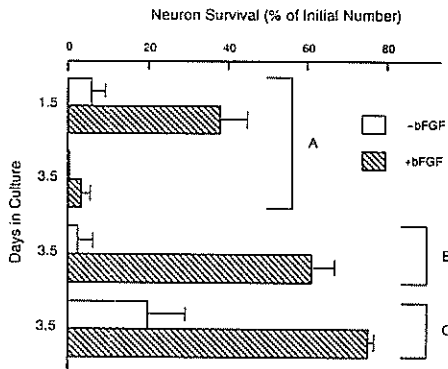 Neuron Survival (% of Initial Number)
0 20 40 60 80
1.5
3.5
3.5
3.5
Days in Culture
A
B
C
−bFGF
+bFGF